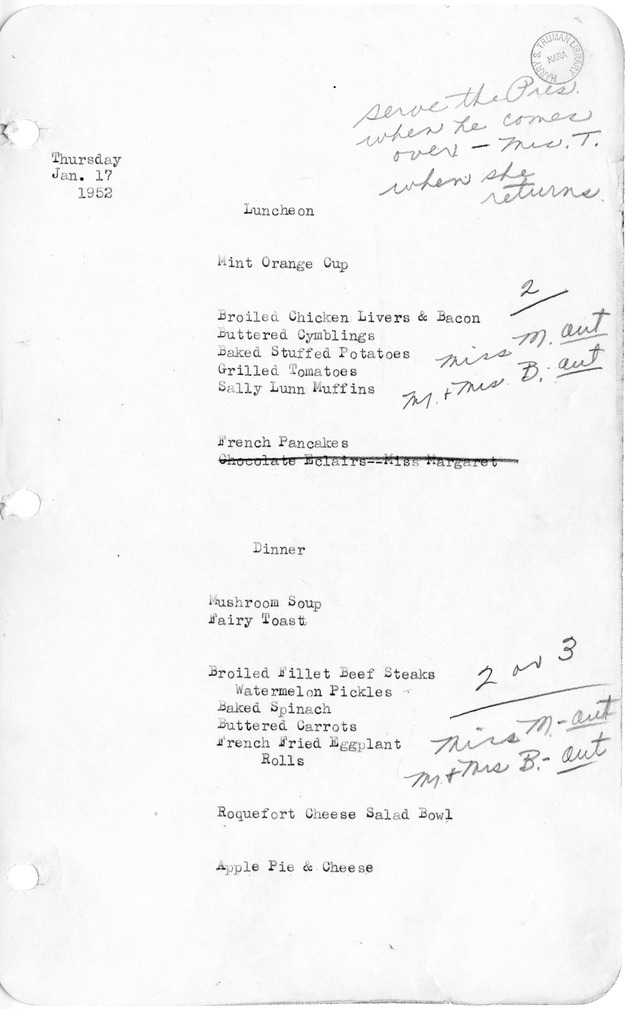 HARRY S. TRUMAN LIBRARY
NARA
serve the Pres.
when he comes
over — Mrs. T.
when she
returns.
Thursday
Jan. 17
1952
Luncheon
Mint Orange Cup
2
Broiled Chicken Livers & Bacon
Buttered Cymblings
Baked Stuffed Potatoes
Grilled Tomatoes
Sally Lunn Muffins
Miss M. out
M. + Mrs. B. out
French Pancakes
Chocolate Eclairs--Miss Margaret
Dinner
Mushroom Soup
Fairy Toast
Broiled Fillet Beef Steaks
Watermelon Pickles
Baked Spinach
Buttered Carrots
French Fried Eggplant
Rolls
2 or 3
Miss M - out
M + Mrs B. - out
Roquefort Cheese Salad Bowl
Apple Pie & Cheese